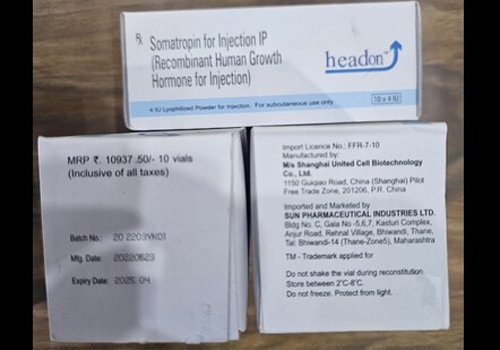 Rx Somatropin for Injection IP
(Recombinant Human Growth
Hormone for Injection)
headon™
4 IU Lyophilized Powder for injection. For subcutaneous use only
10 x 4 IU
MRP ₹. 10937.50/- 10 vials
(Inclusive of all taxes)
Batch No.: 20 2203YK01
Mfg. Date: 20220523
Expiry Date: 2025.04
Import Licence No.: FFR-7-10
Manufactured by:
M/s Shanghai United Cell Biotechnology
Co., Ltd.
1150 Guiqiao Road, China (Shanghai) Pilot
Free Trade Zone, 201206, P.R. China
Imported and Marketed by
SUN PHARMACEUTICAL INDUSTRIES LTD.
Bldg No. C, Gala No -5,6,7, Kasturi Complex,
Anjur Road, Rehnal Village, Bhiwandi, Thane,
Tal: Bhiwandi-14 (Thane-Zone5), Maharashtra
TM - Trademark applied for
Do not shake the vial during reconstitution.
Store between 2°C-8°C.
Do not freeze. Protect from light.